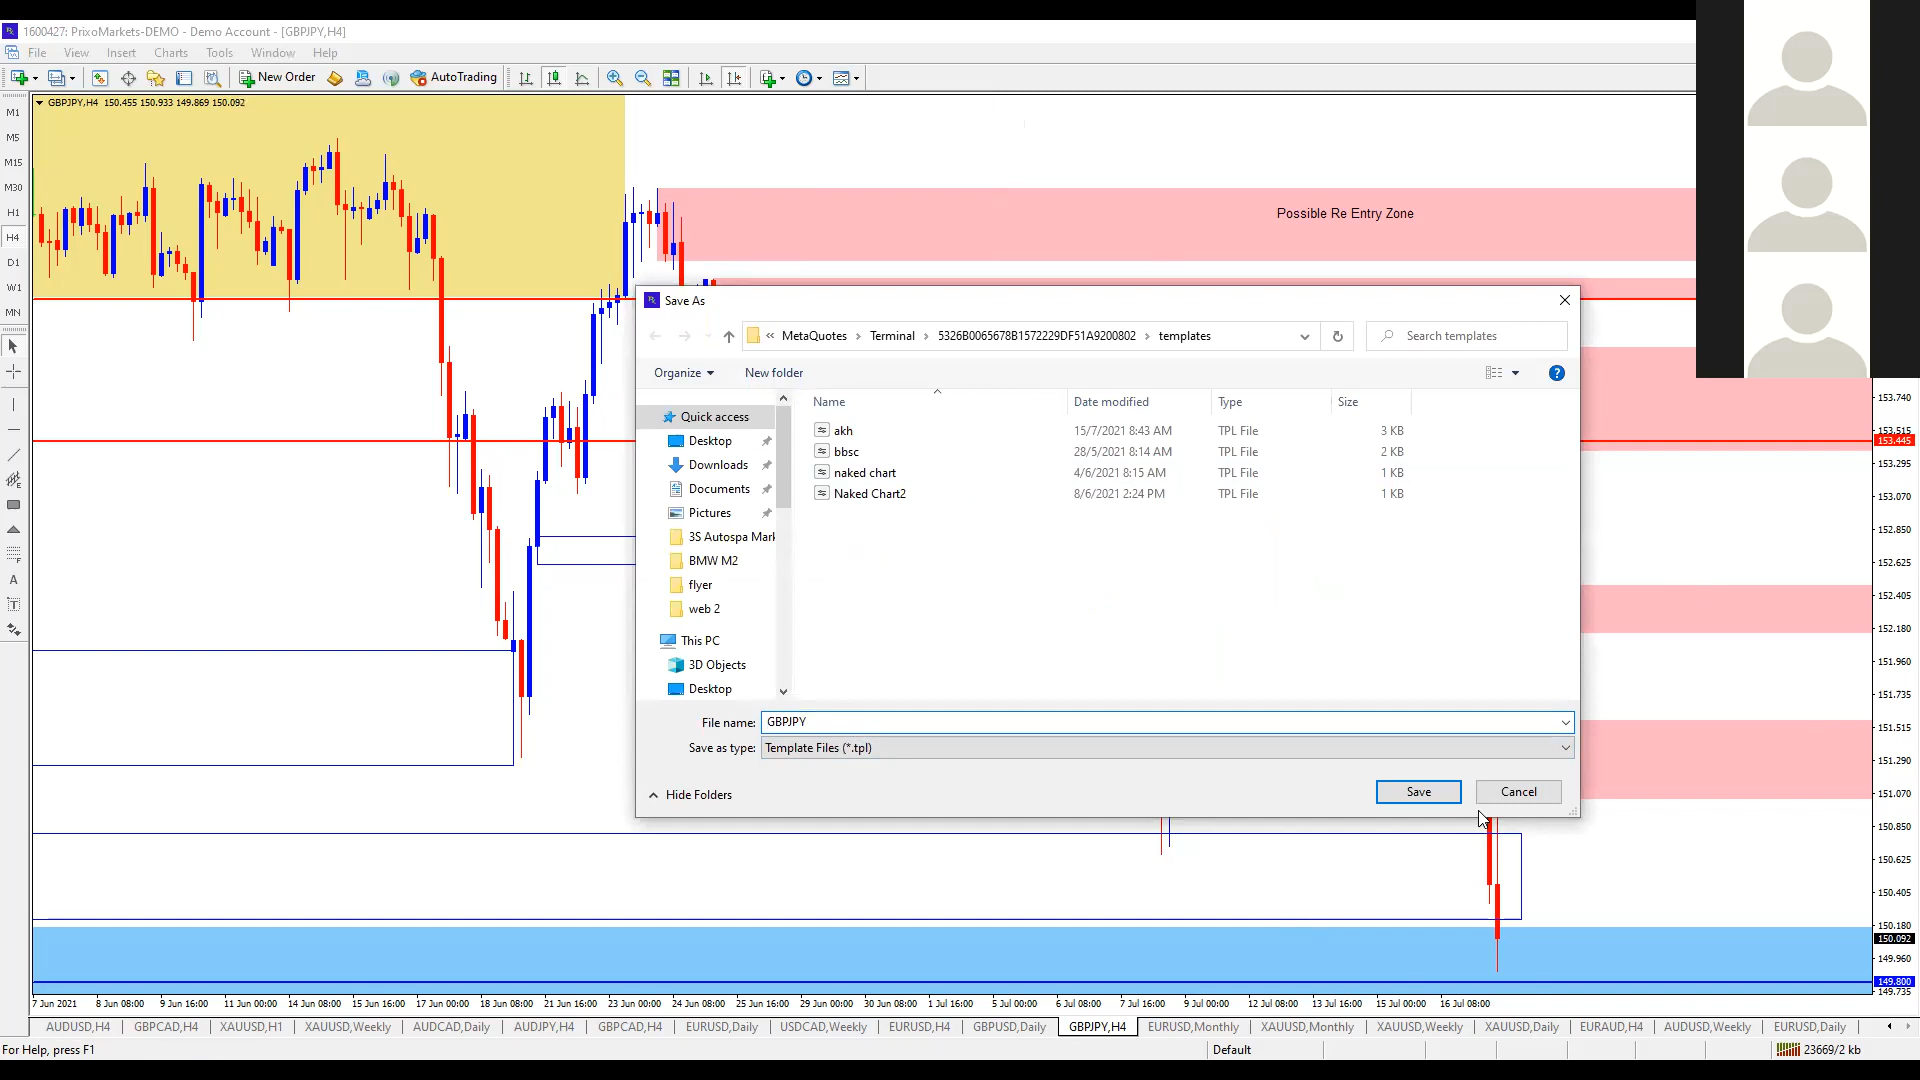 1600427: PrixoMarkets-DEMO - Demo Account - [GBPJPY,H4]
File View Insert Charts Tools Window Help
New Order AutoTrading
GBPJPY,H4 150.455 150.933 149.869 150.092
M1
M5
M15
M30
H1
H4
D1
W1
MN
A
T
Possible Re Entry Zone
Save As
« MetaQuotes › Terminal › 5326B0065678B1572229DF51A9200802 › templates
Search templates
Organize New folder
Name Date modified Type Size
akh 15/7/2021 8:43 AM TPL File 3 KB
bbsc 28/5/2021 8:14 AM TPL File 2 KB
naked chart 4/6/2021 8:15 AM TPL File 1 KB
Naked Chart2 8/6/2021 2:24 PM TPL File 1 KB
Quick access
Desktop
Downloads
Documents
Pictures
3S Autospa Mark
BMW M2
flyer
web 2
This PC
3D Objects
Desktop
File name: GBPJPY
Save as type: Template Files (*.tpl)
Hide Folders
Save Cancel
153.740
153.515
153.445
153.295
153.070
152.850
152.625
152.405
152.180
151.960
151.735
151.515
151.290
151.070
150.850
150.625
150.405
150.180
150.092
149.960
149.800
149.735
7 Jun 2021 8 Jun 08:00 9 Jun 16:00 11 Jun 00:00 14 Jun 08:00 15 Jun 16:00 17 Jun 00:00 18 Jun 08:00 21 Jun 16:00 23 Jun 00:00 24 Jun 08:00 25 Jun 16:00 29 Jun 00:00 30 Jun 08:00 1 Jul 16:00 5 Jul 00:00 6 Jul 08:00 7 Jul 16:00 9 Jul 00:00 12 Jul 08:00 13 Jul 16:00 15 Jul 00:00 16 Jul 08:00
AUDUSD,H4 GBPCAD,H4 XAUUSD,H1 XAUUSD,Weekly AUDCAD,Daily AUDJPY,H4 GBPCAD,H4 EURUSD,Daily USDCAD,Weekly EURUSD,H4 GBPUSD,Daily GBPJPY,H4 EURUSD,Monthly XAUUSD,Monthly XAUUSD,Weekly XAUUSD,Daily EURAUD,H4 AUDUSD,Weekly EURUSD,Daily
For Help, press F1 Default 23669/2 kb